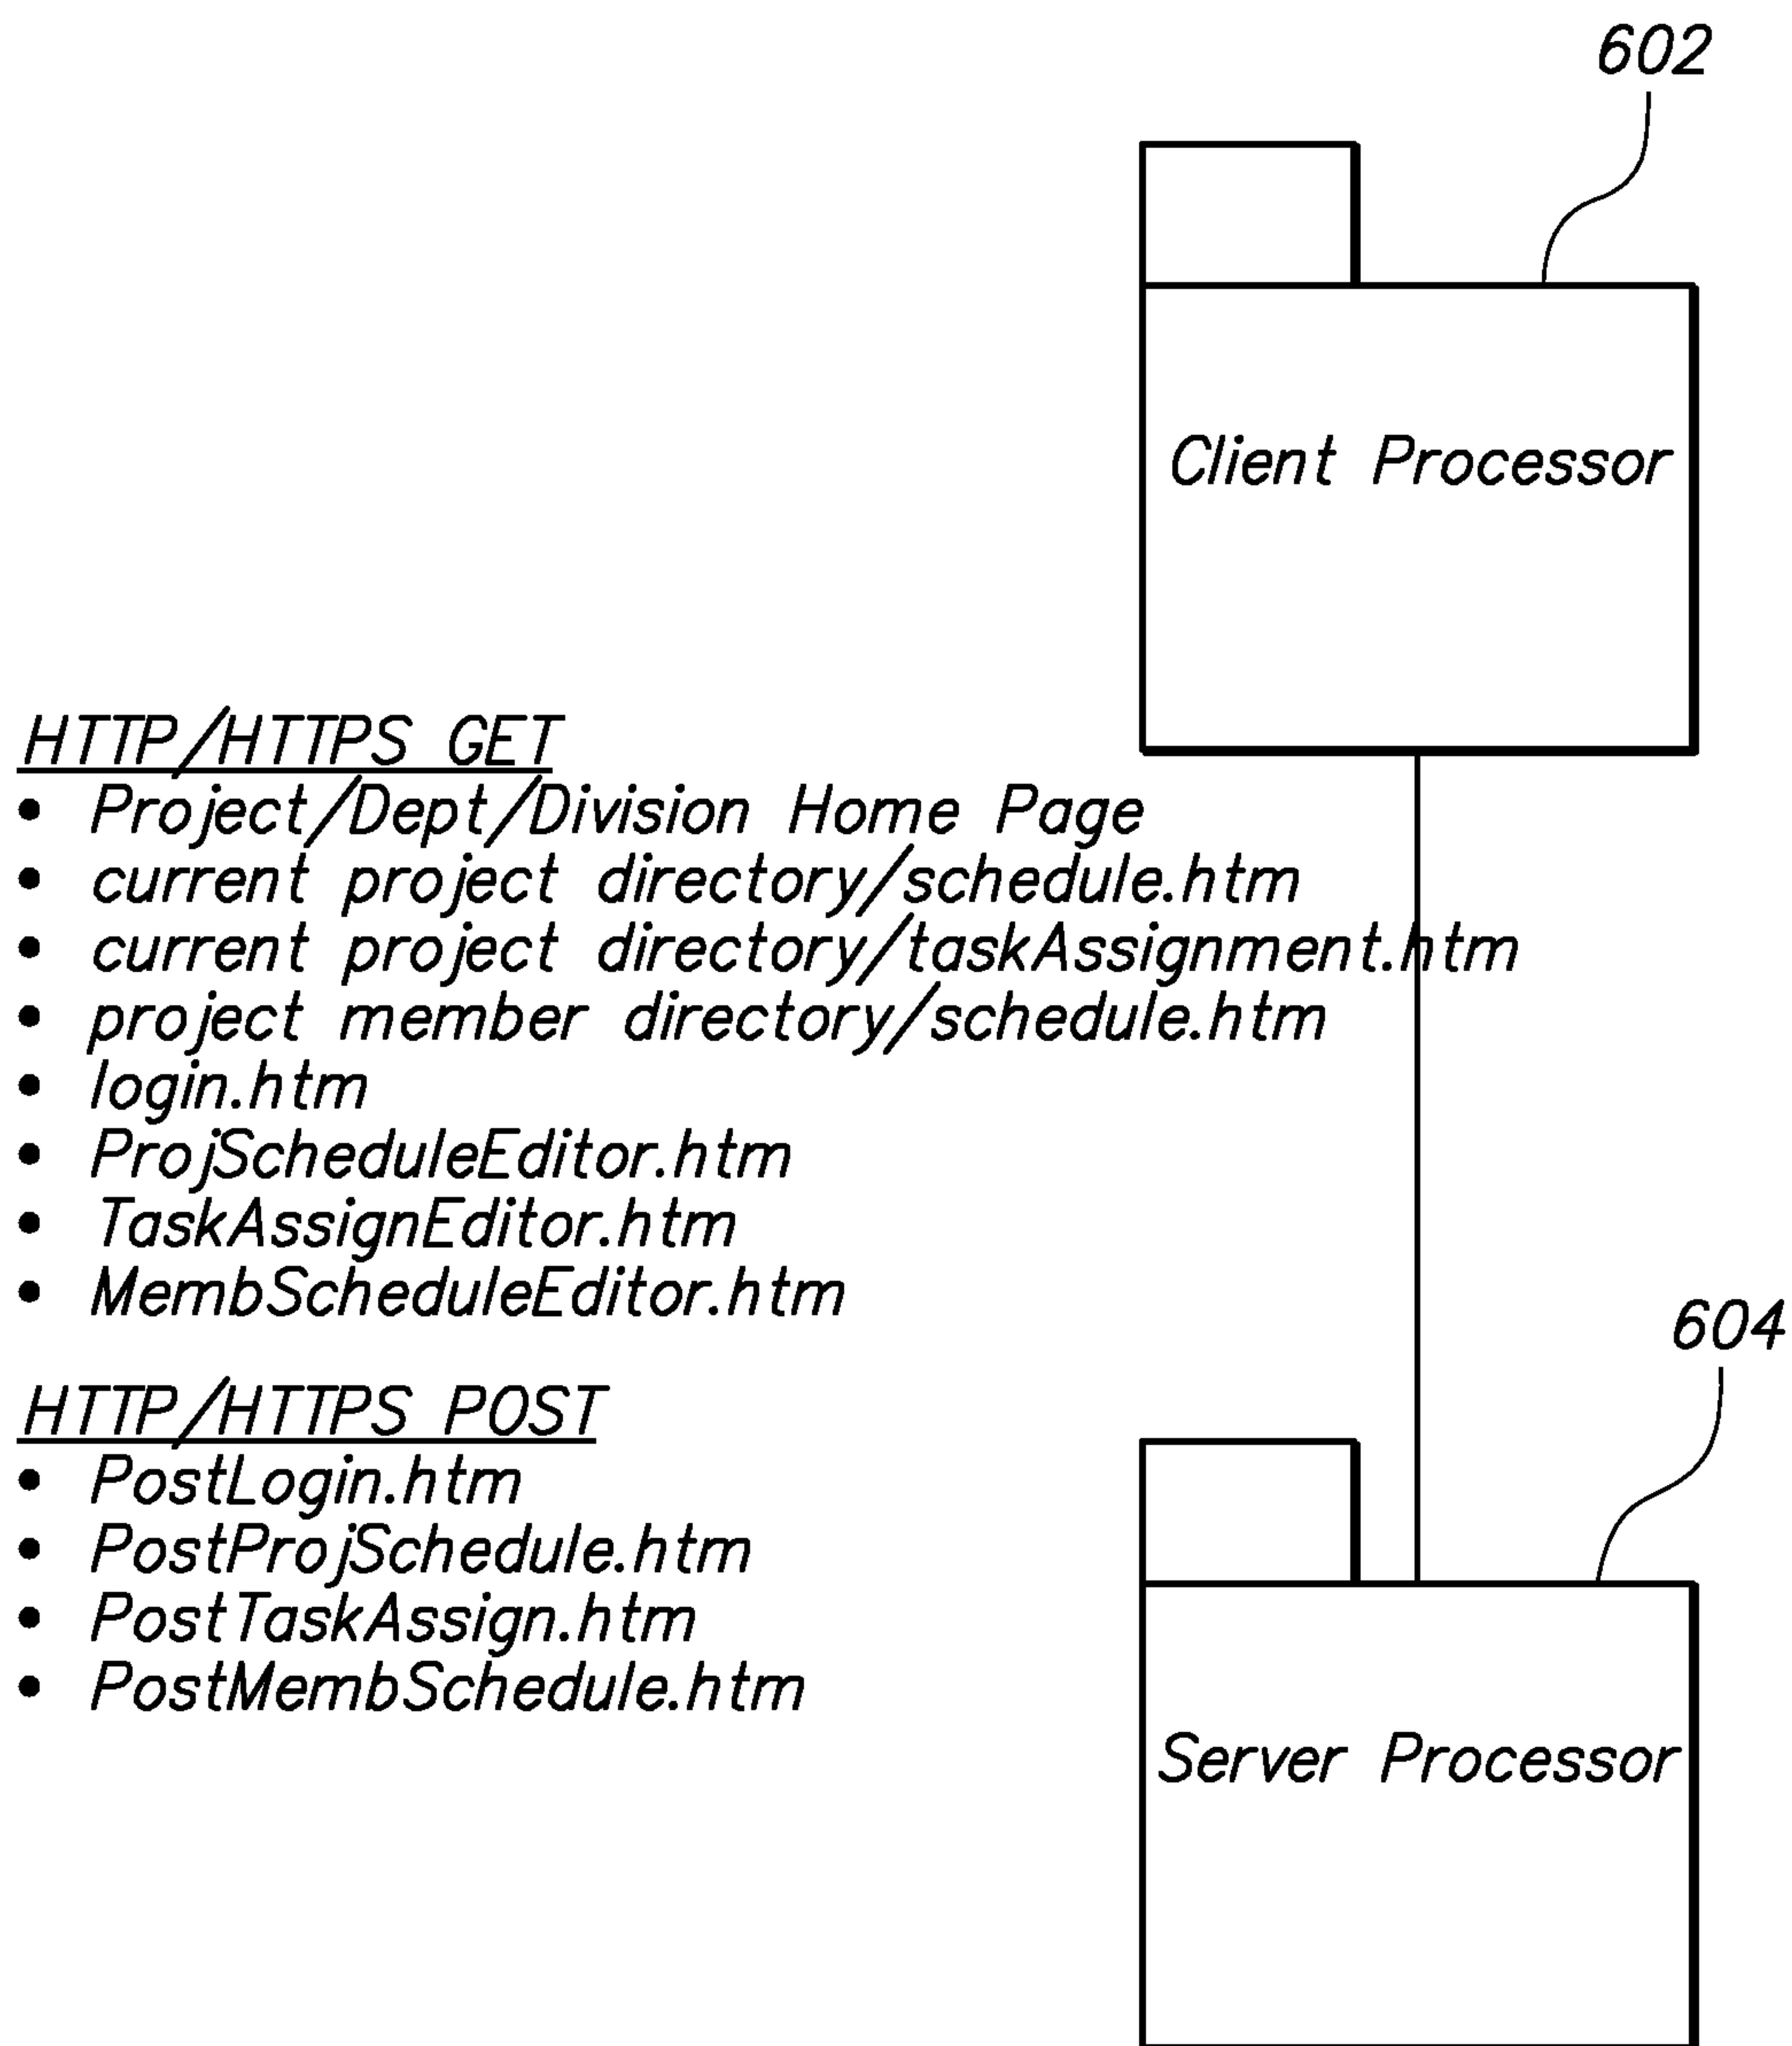 602
Client Processor
HTTP/HTTPS GET
• Project/Dept/Division Home Page
• current project directory/schedule.htm
• current project directory/taskAssignment.htm
• project member directory/schedule.htm
• login.htm
• ProjScheduleEditor.htm
• TaskAssignEditor.htm
• MembScheduleEditor.htm
604
HTTP/HTTPS POST
• PostLogin.htm
• PostProjSchedule.htm
• PostTaskAssign.htm
• PostMembSchedule.htm
Server Processor